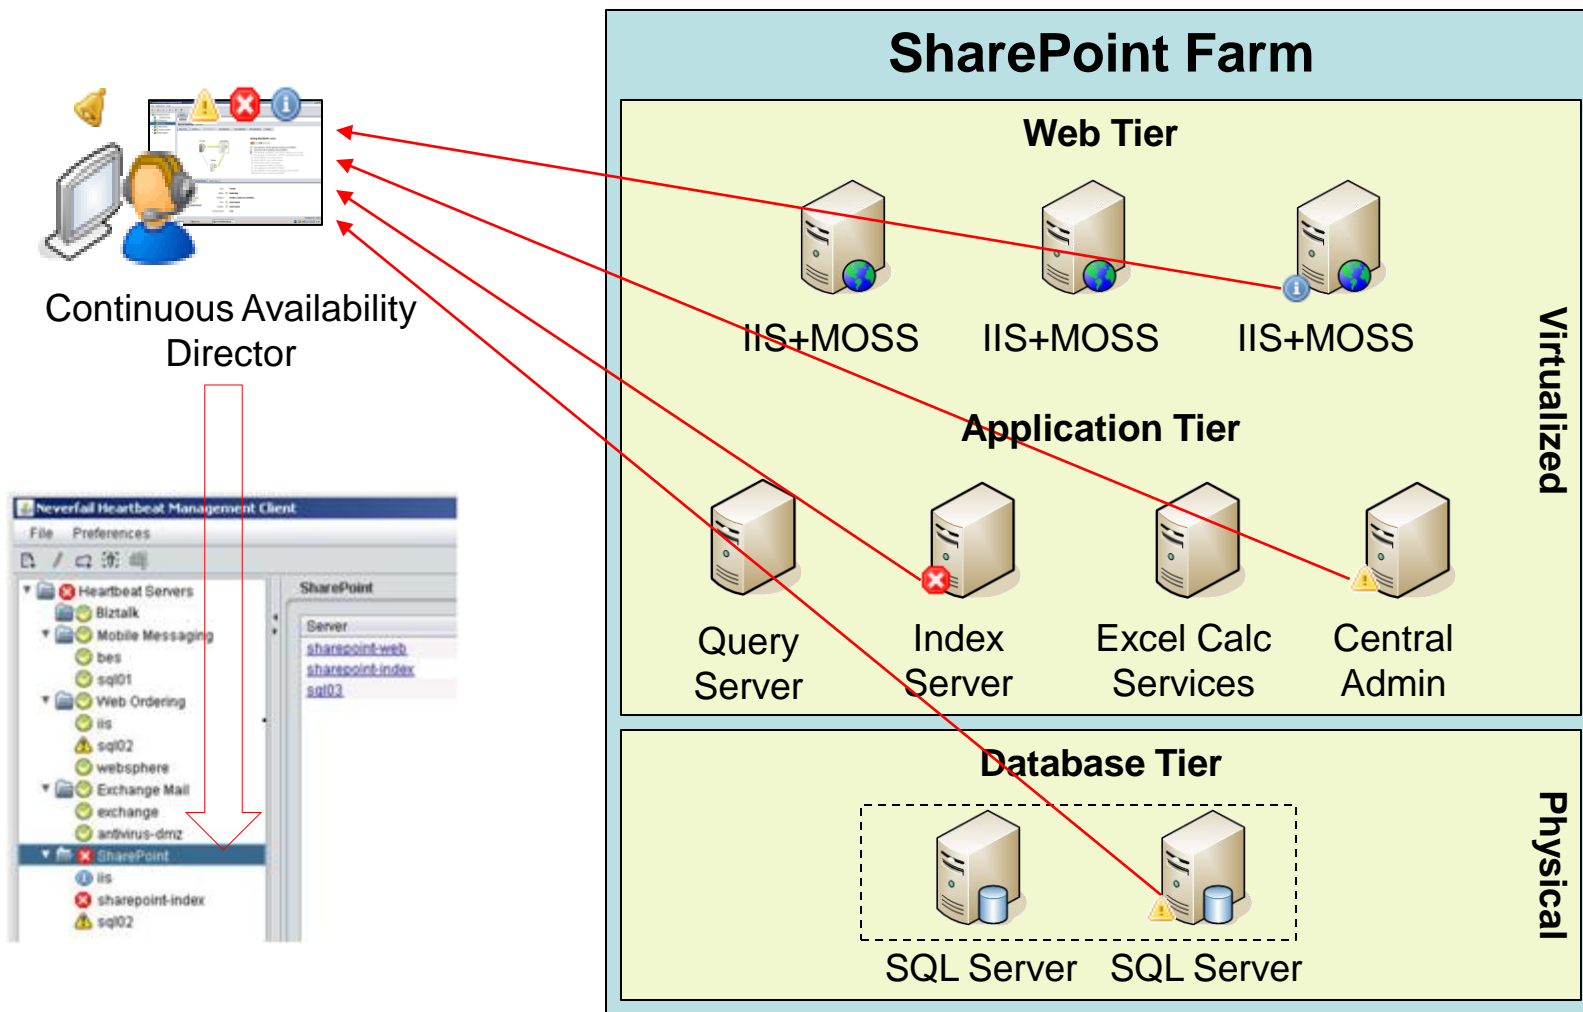 SharePoint Farm
Web Tier
IIS+MOSS
IIS+MOSS
IIS+MOSS
Virtualized
Application Tier
Query
Server
Index
Server
Excel Calc
Services
Central
Admin
Database Tier
SQL Server
SQL Server
Physical
Continuous Availability
Director
Neverfail Heartbeat Management Client
File Preferences
Heartbeat Servers
Biztalk
Mobile Messaging
bes
sql01
Web Ordering
iis
sql02
websphere
Exchange Mail
exchange
antivirus-dmz
SharePoint
iis
sharepoint-index
sql02
SharePoint
Server
sharepoint-web
sharepoint-index
sql03